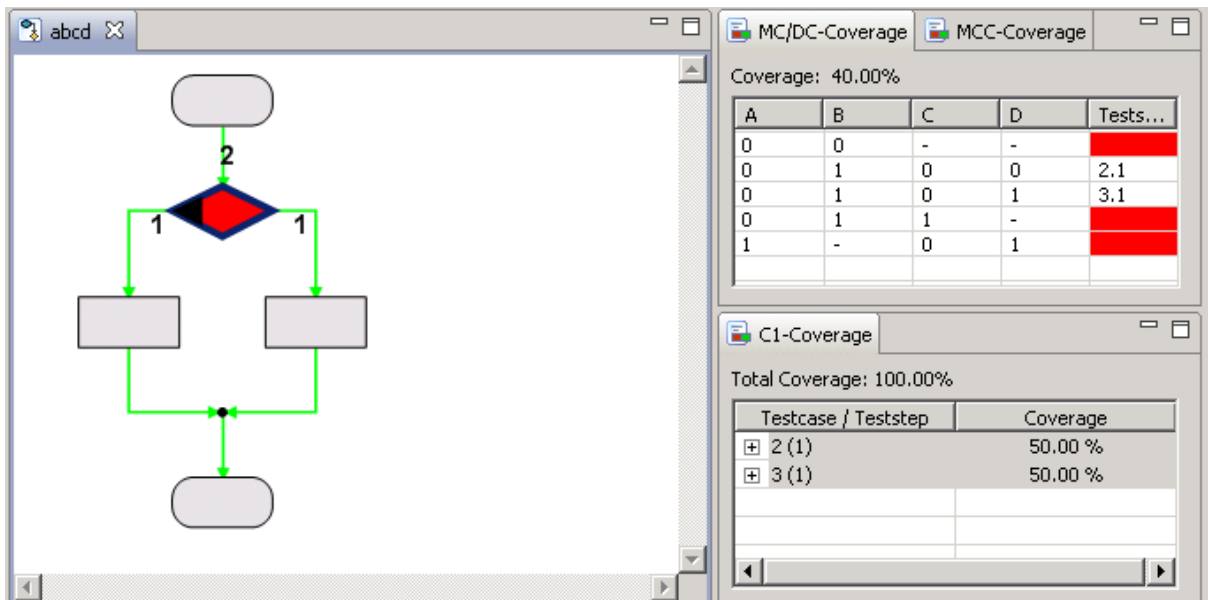 abcd
2
1 1
MC/DC-Coverage MCC-Coverage
Coverage: 40.00%
A B C D Tests...
0 0 - -
0 1 0 0 2.1
0 1 0 1 3.1
0 1 1 -
1 - 0 1
C1-Coverage
Total Coverage: 100.00%
Testcase / Teststep Coverage
2 (1) 50.00 %
3 (1) 50.00 %